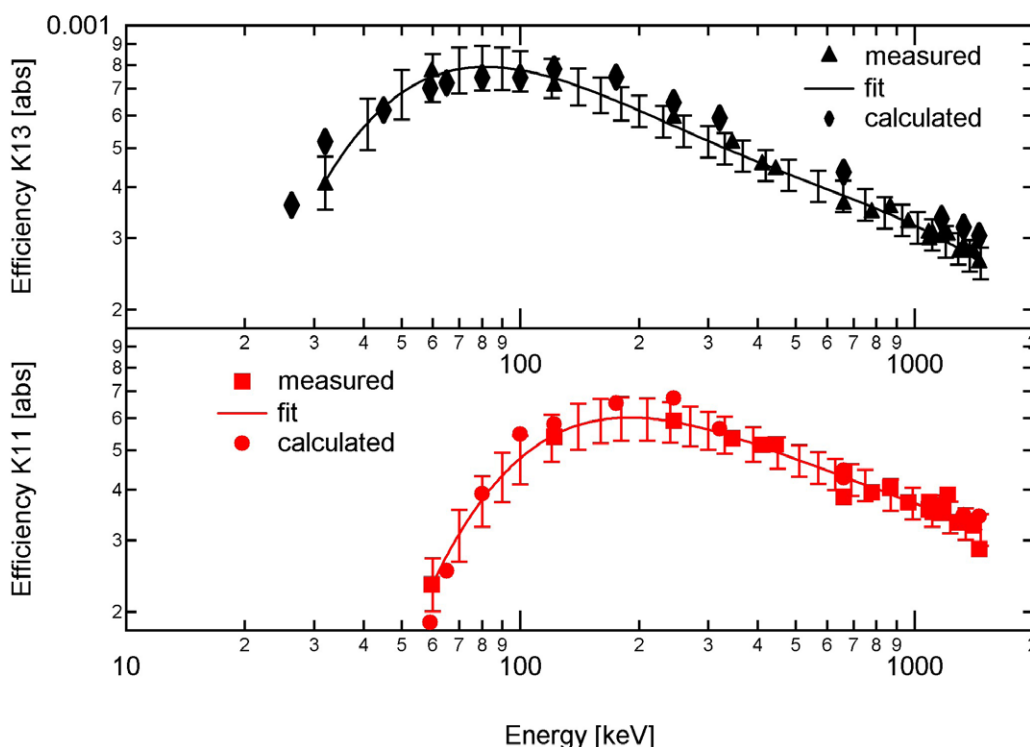 0.001
9
8
7
6
5
4
3
2
Efficiency K13 [abs]
measured
fit
calculated
2 3 4 5 6 7 8 9 100 2 3 4 5 6 7 8 9 1000 2
9
8
7
6
5
4
3
2
Efficiency K11 [abs]
measured
fit
calculated
10 2 3 4 5 6 7 8 9 100 2 3 4 5 6 7 8 9 1000 2
Energy [keV]